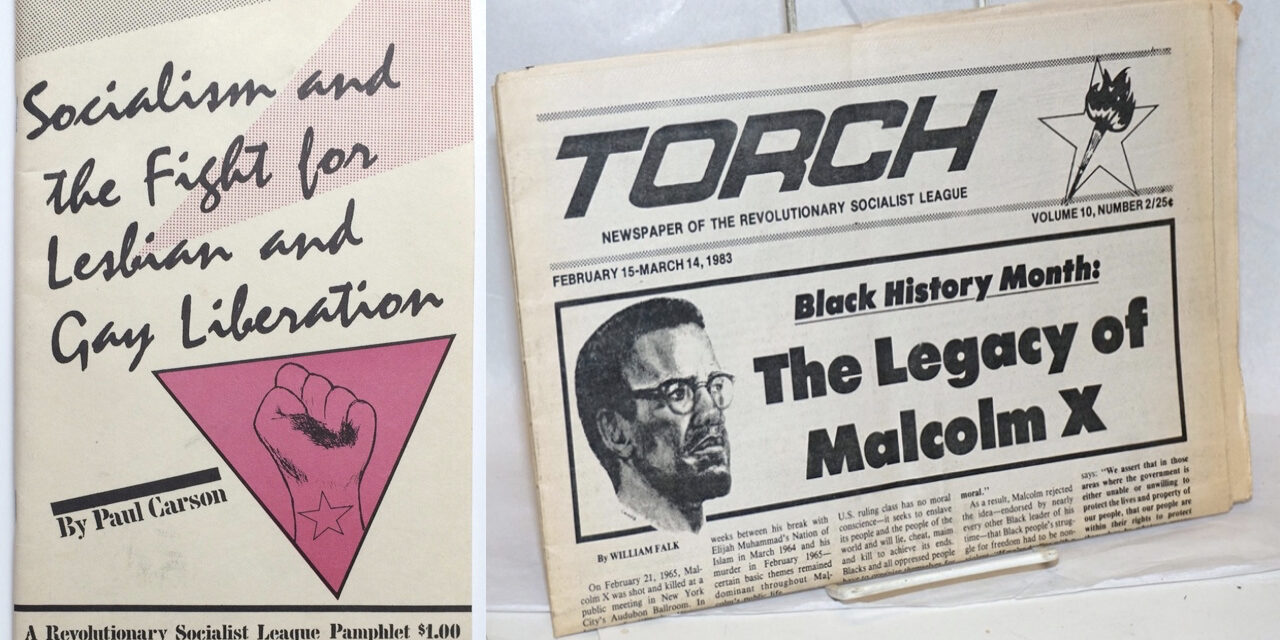 Socialism and
the Fight for
Lesbian and
Gay Liberation
By Paul Carson
A Revolutionary Socialist League Pamphlet $1.00
TORCH
NEWSPAPER OF THE REVOLUTIONARY SOCIALIST LEAGUE
VOLUME 10, NUMBER 2/25¢
FEBRUARY 15-MARCH 14, 1983
Black History Month:
The Legacy of
Malcolm X
By WILLIAM FALK
On February 21, 1965, Mal-
colm X was shot and killed at a
public meeting in New York
City's Audubon Ballroom. In
weeks between his break with
Elijah Muhammad's Nation of
Islam in March 1964 and his
murder in February 1965—
certain basic themes remained
dominant throughout Mal-
colm's public life.
U.S. ruling class has no moral
conscience—it seeks to enslave
its people and the people of the
world and will lie, cheat, maim
and kill to achieve its ends.
Blacks and all oppressed people
have to
moral."
As a result, Malcolm rejected
the idea—endorsed by nearly
every other Black leader of his
time—that Black people's strug-
gle for freedom had to be non-
says: "We assert that in those
areas where the government is
either unable or unwilling to
protect the lives and property of
our people, that our people are
within their rights to protect